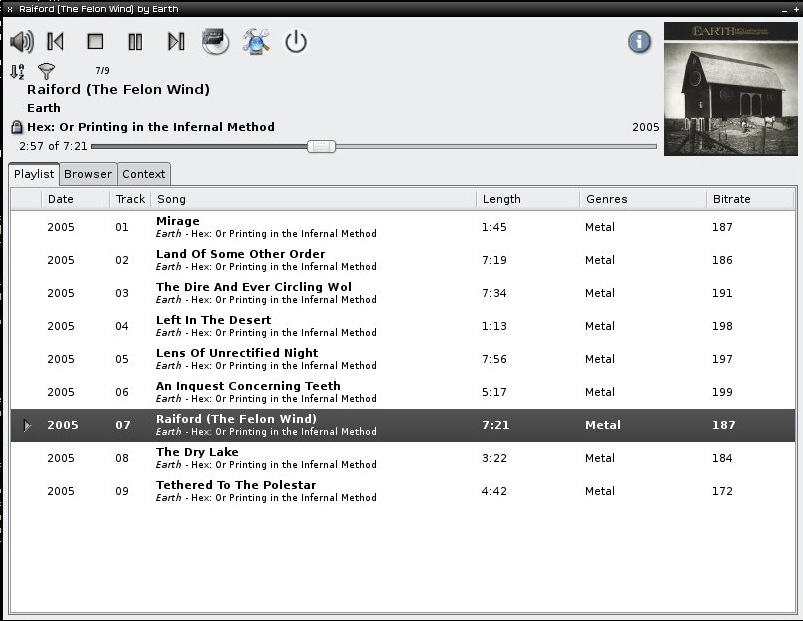 Raiford (The Felon Wind) by Earth
7/9
Raiford (The Felon Wind)
Earth
Hex: Or Printing in the Infernal Method
2005
2:57 of 7:21
EARTH
Playlist Browser Context
Date Track Song Length Genres Bitrate
2005 01 Mirage 1:45 Metal 187
Earth - Hex: Or Printing in the Infernal Method
2005 02 Land Of Some Other Order 7:19 Metal 186
Earth - Hex: Or Printing in the Infernal Method
2005 03 The Dire And Ever Circling Wol 7:34 Metal 191
Earth - Hex: Or Printing in the Infernal Method
2005 04 Left In The Desert 1:13 Metal 198
Earth - Hex: Or Printing in the Infernal Method
2005 05 Lens Of Unrectified Night 7:56 Metal 197
Earth - Hex: Or Printing in the Infernal Method
2005 06 An Inquest Concerning Teeth 5:17 Metal 199
Earth - Hex: Or Printing in the Infernal Method
2005 07 Raiford (The Felon Wind) 7:21 Metal 187
Earth - Hex: Or Printing in the Infernal Method
2005 08 The Dry Lake 3:22 Metal 184
Earth - Hex: Or Printing in the Infernal Method
2005 09 Tethered To The Polestar 4:42 Metal 172
Earth - Hex: Or Printing in the Infernal Method